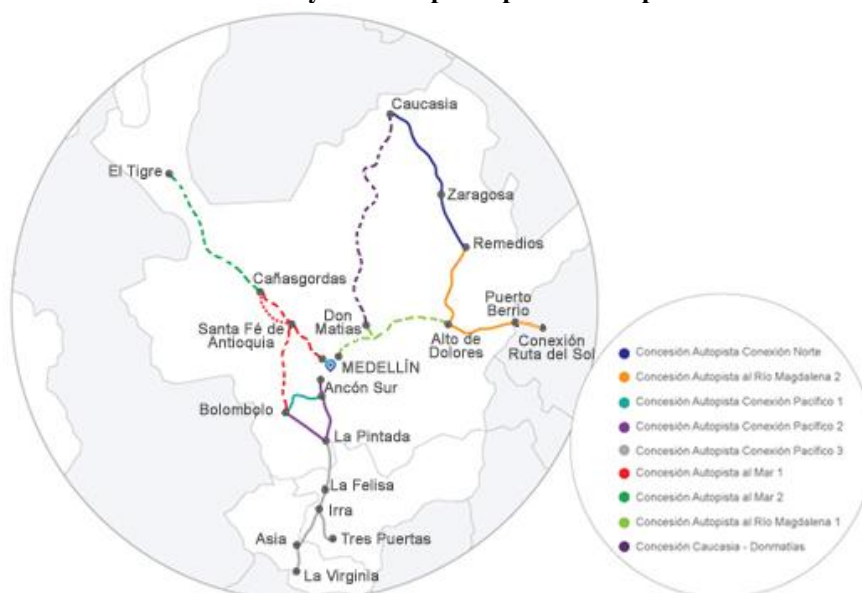 Caucasia
El Tigre
Zaragosa
Remedios
Cañasgordas
Puerto
Berrio
Santa Fé de
Antioquia
Don
Matias
Alto de
Dolores
Conexión
Ruta del Sol
MEDELLÍN
Ancón Sur
Bolombolo
La Pintada
La Felisa
Irra
Asia
Tres Puertas
La Virginia
Concesión Autopista Conexión Norte
Concesión Autopista al Río Magdalena 2
Concesión Autopista Conexión Pacífico 1
Concesión Autopista Conexión Pacífico 2
Concesión Autopista Conexión Pacífico 3
Concesión Autopista al Mar 1
Concesión Autopista al Mar 2
Concesión Autopista al Río Magdalena 1
Concesión Caucasia - Donmatías